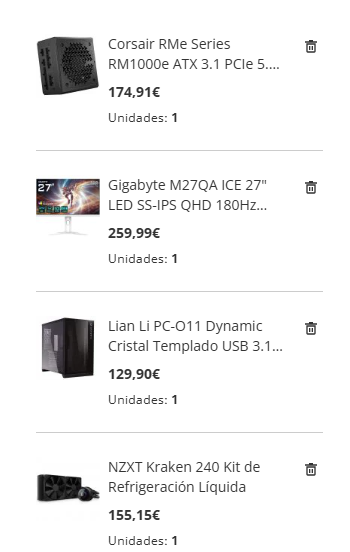 Corsair RMe Series
RM1000e ATX 3.1 PCIe 5....
174,91€
Unidades: 1
27"
Gigabyte M27QA ICE 27"
LED SS-IPS QHD 180Hz...
259,99€
Unidades: 1
Lian Li PC-O11 Dynamic
Cristal Templado USB 3.1...
129,90€
Unidades: 1
NZXT Kraken 240 Kit de
Refrigeración Líquida
155,15€
Unidades: 1